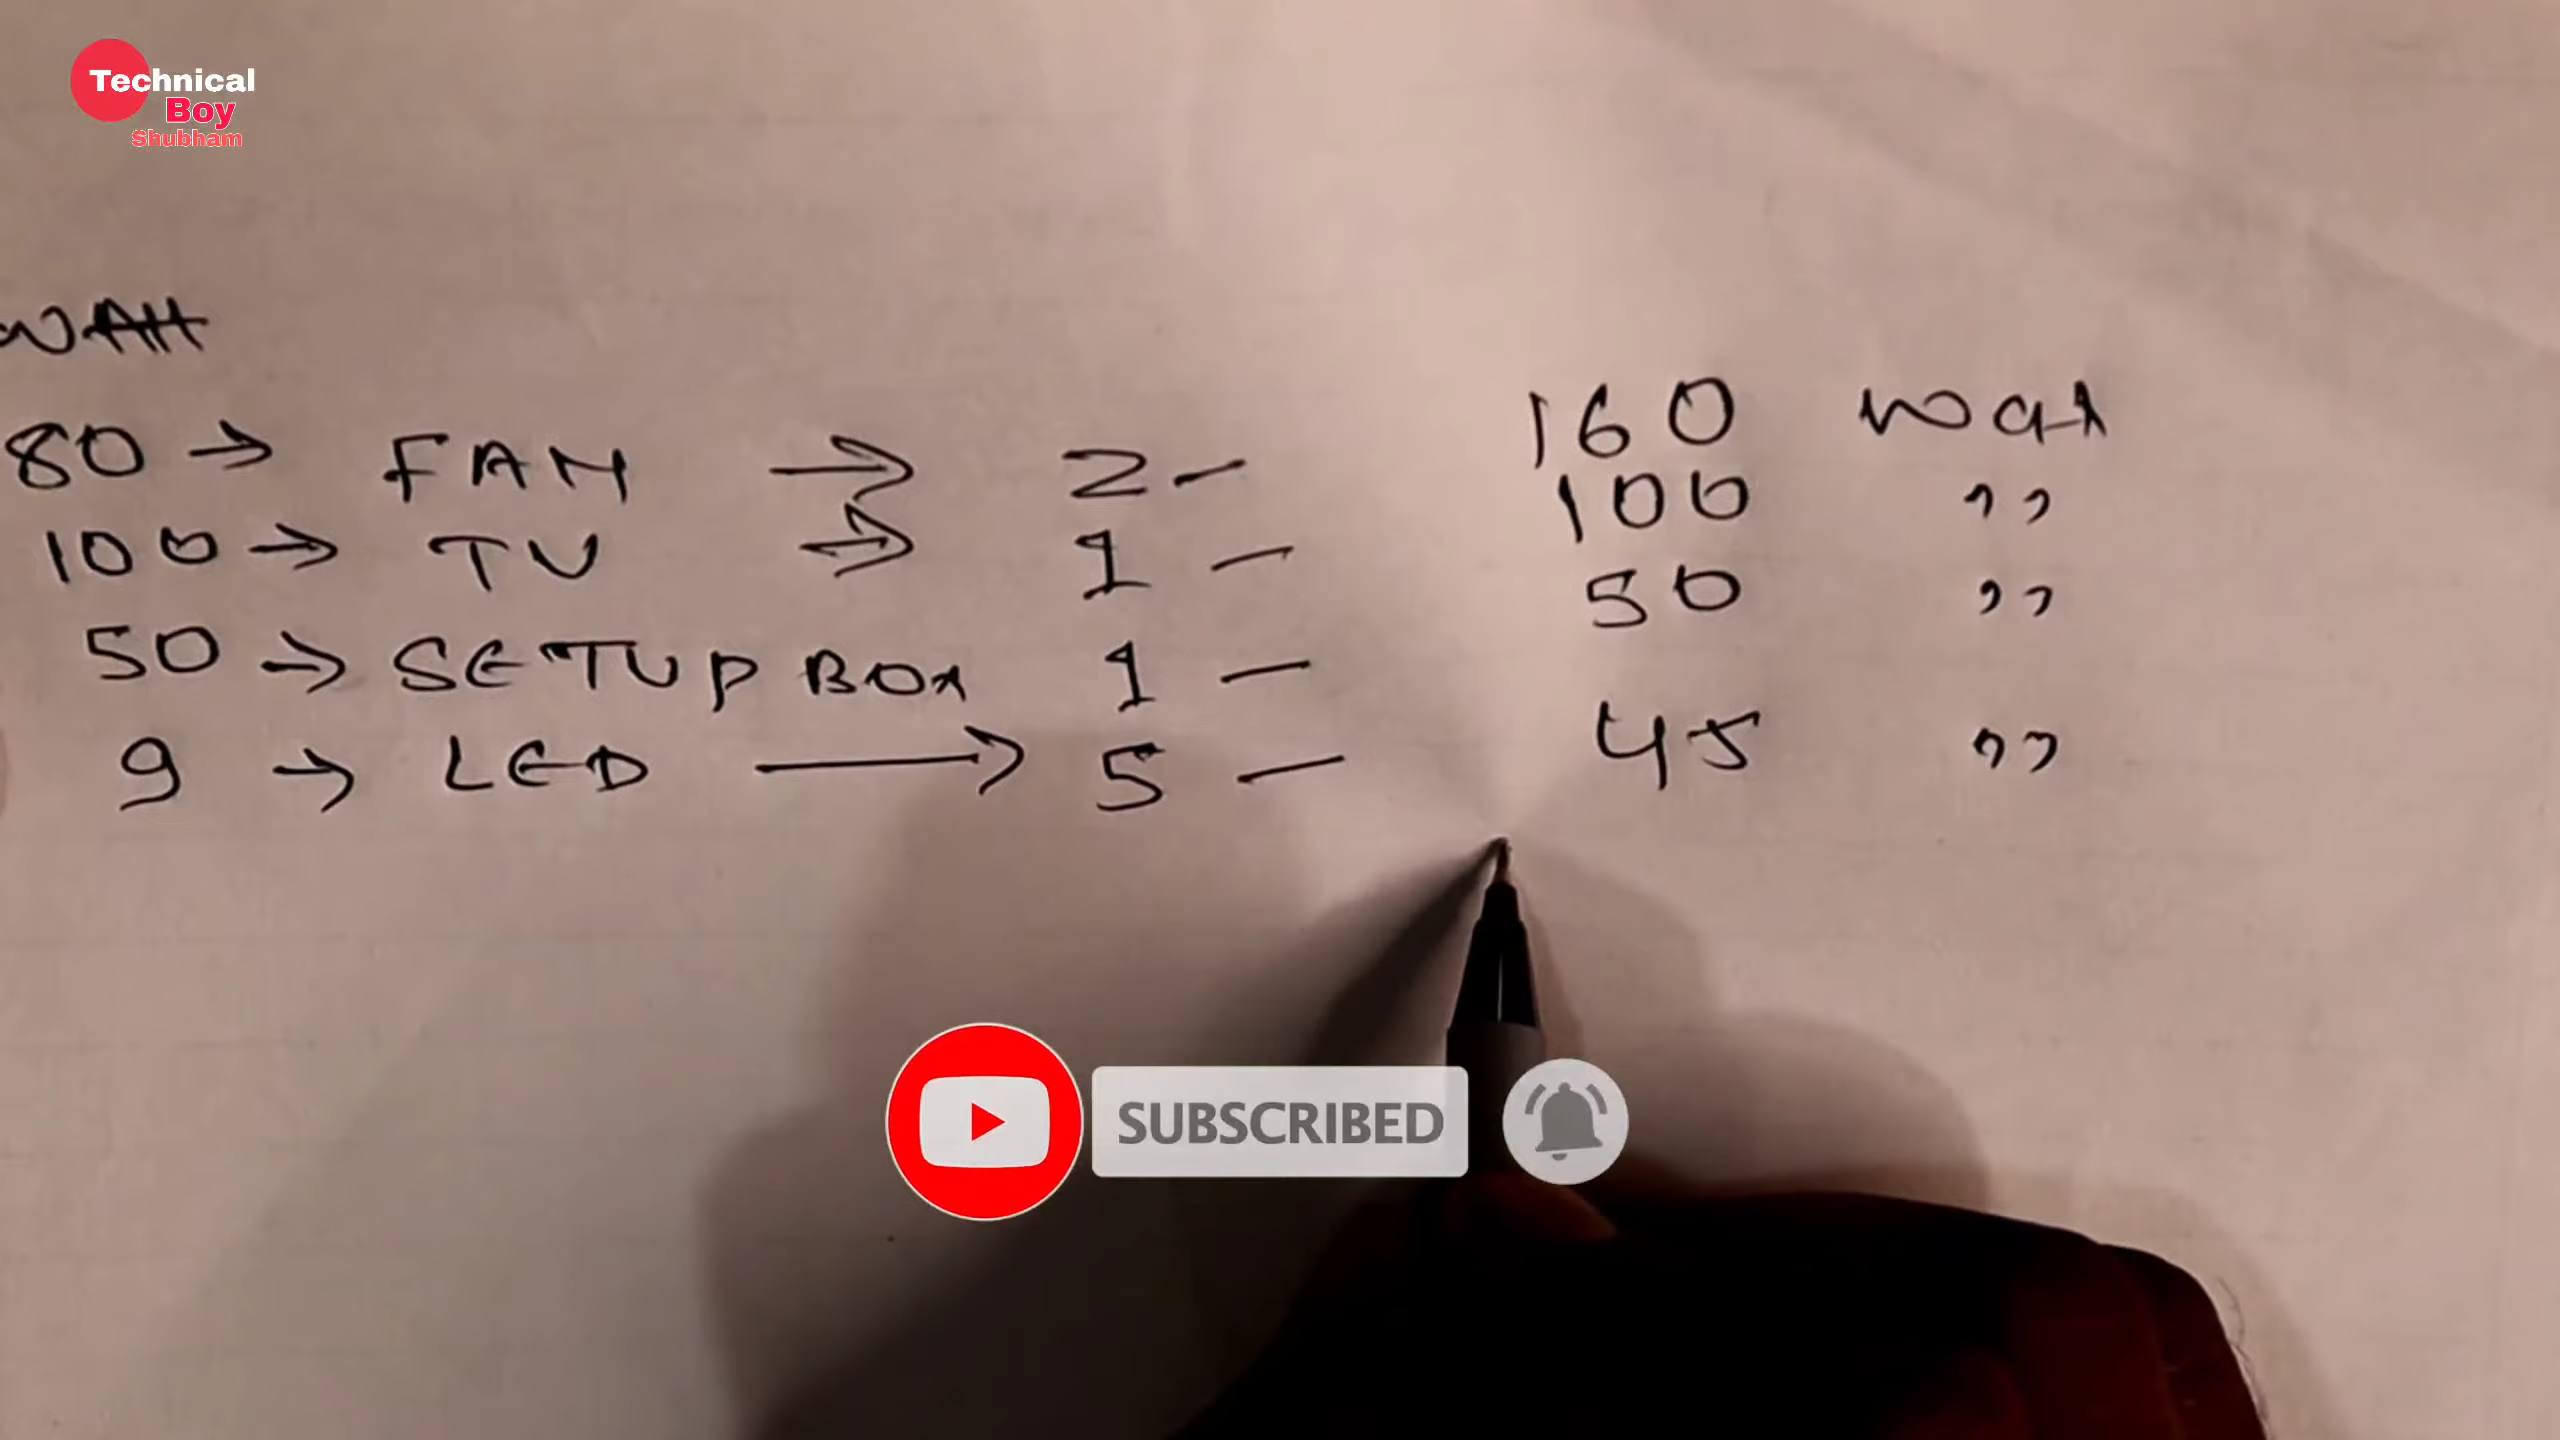 Technical
Boy
Shubham
WAtt
80 → FAN → 2 - 160 Wat
100 → TV → 1 - 100 ,,
50 → SETUP BOX 1 - 50 ,,
9 → LED → 5 - 45 ,,
SUBSCRIBED